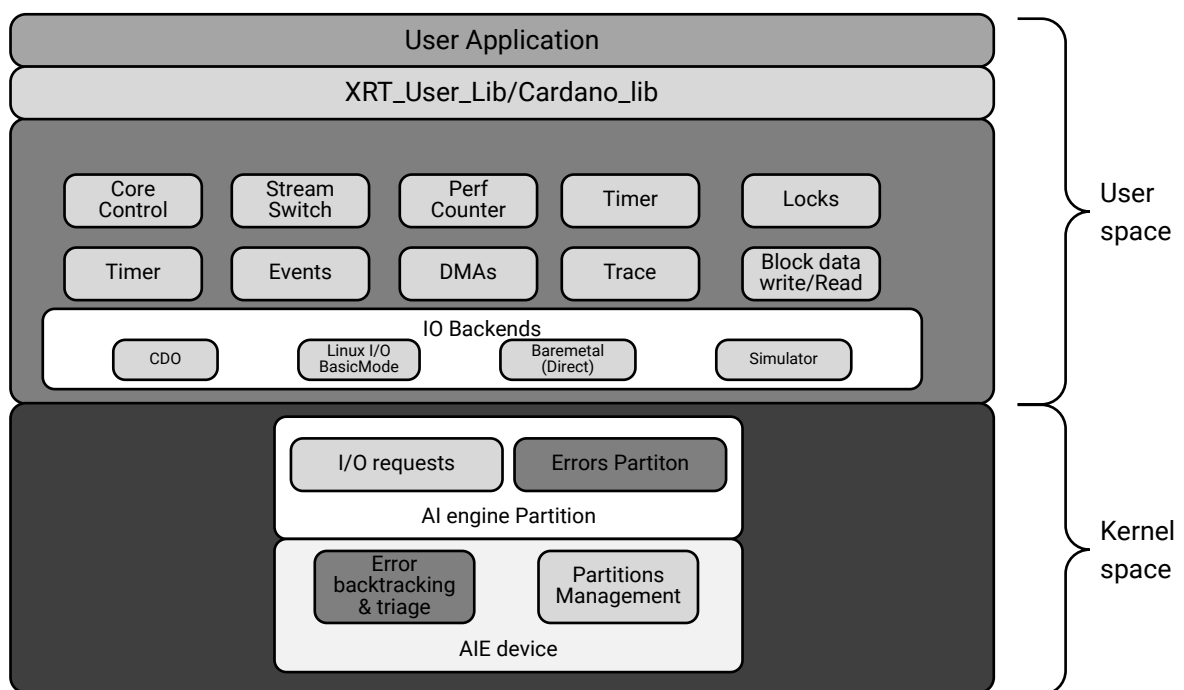 User Application
XRT_User_Lib/Cardano_lib
Core
Control
Stream
Switch
Perf
Counter
Timer
Locks
Timer
Events
DMAs
Trace
Block data
write/Read
IO Backends
CDO
Linux I/O
BasicMode
Baremetal
(Direct)
Simulator
User
space
I/O requests
Errors Partiton
AI engine Partition
Error
backtracking
& triage
Partitions
Management
AIE device
Kernel
space